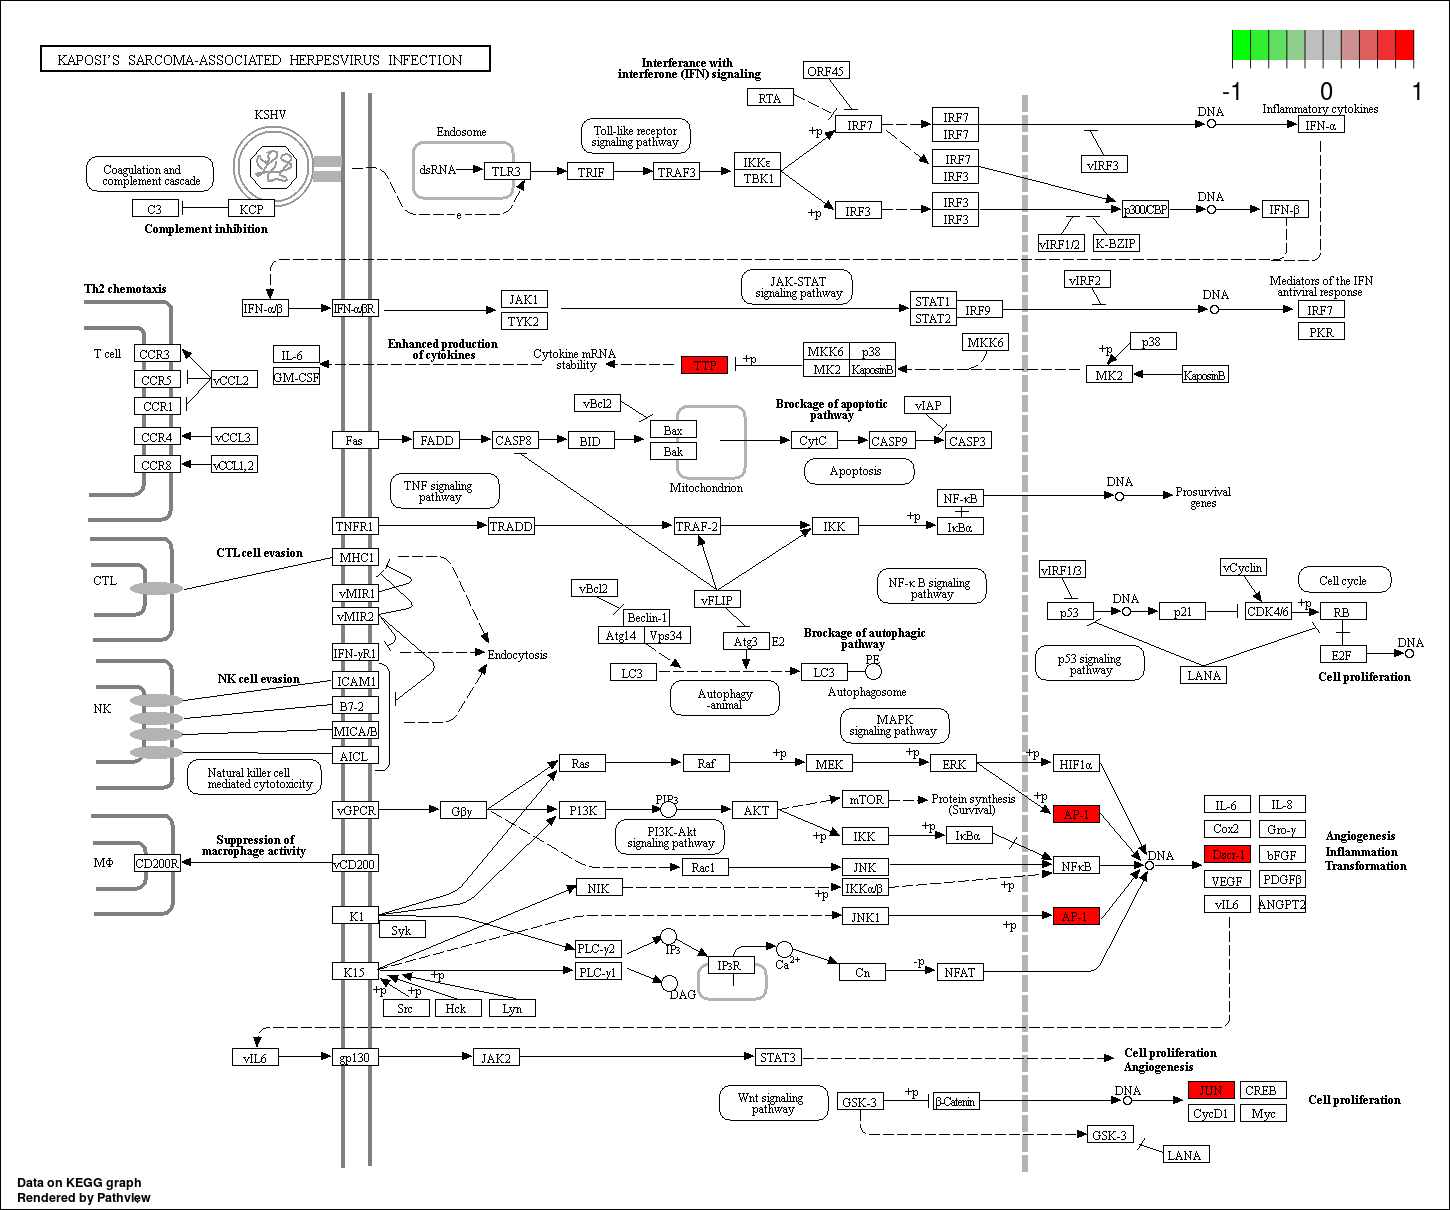 KAPOSI'S SARCOMA-ASSOCIATED HERPESVIRUS INFECTION
-1 0 1
Interferance with
interferone (IFN) signaling
ORF45
RTA
KSHV
Coagulation and
complement cascade
C3
KCP
Complement inhibition
Endosome
dsRNA
TLR3
e
Toll-like receptor
signaling pathway
TRIF
TRAF3
IKKε
TBK1
+p
IRF7
+p
IRF3
IRF7
IRF7
IRF7
IRF3
IRF3
IRF3
vIRF3
DNA
Inflammatory cytokines
IFN-α
p300/CBP
DNA
IFN-β
vIRF1/2
K-BZIP
Th2 chemotaxis
IFN-α/β
IFN-α/βR
JAK1
TYK2
JAK-STAT
signaling pathway
STAT1
STAT2
IRF9
vIRF2
DNA
Mediators of the IFN
antiviral response
IRF7
PKR
T cell
CCR3
CCR5
CCR1
CCR4
CCR8
vCCL2
vCCL3
vCCL1,2
IL-6
GM-CSF
Enhanced production
of cytokines
Cytokine mRNA
stability
TTP
+p
MKK6
p38
MK2
KaposinB
MKK6
+p
p38
MK2
KaposinB
Fas
FADD
CASP8
BID
vBcl2
Bax
Bak
Mitochondrion
Brockage of apoptotic
pathway
vIAP
CytC
CASP9
CASP3
Apoptosis
TNF signaling
pathway
TNFR1
TRADD
TRAF-2
IKK
+p
NF-κB
IκBα
DNA
Prosurvival
genes
CTL
CTL cell evasion
MHC1
vMIR1
vMIR2
IFN-γR1
Endocytosis
vFLIP
NF-κ B signaling
pathway
vBcl2
Beclin-1
Atg14
Vps34
Atg3
E2
Brockage of autophagic
pathway
LC3
LC3
PE
Autophagosome
Autophagy
-animal
vIRF1/3
p53
DNA
p21
vCyclin
CDK4/6
+p
Cell cycle
RB
E2F
DNA
p53 signaling
pathway
LANA
Cell proliferation
NK
NK cell evasion
ICAM1
B7-2
MICA/B
AICL
Natural killer cell
mediated cytotoxicity
MAPK
signaling pathway
Ras
Raf
+p
MEK
+p
ERK
+p
HIF1α
vGPCR
Gβγ
P13K
PIP3
AKT
mTOR
Protein synthesis
(Survival)
+p
AP-1
PI3K-Akt
signaling pathway
+p
IKK
+p
IκBα
Rac1
JNK
NFκB
DNA
NIK
+p
IKKα/β
+p
JNK1
+p
AP-1
IL-6
IL-8
Cox2
Gro-γ
Dscr-1
bFGF
VEGF
PDGFβ
vIL6
ANGPT2
Angiogenesis
Inflammation
Transformation
MΦ
CD200R
Suppression of
macrophage activity
vCD200
K1
Syk
K15
+p
+p
+p
Src
Hck
Lyn
PLC-γ2
PLC-γ1
IP3
DAG
IP3R
Ca2+
Cn
-p
NFAT
vIL6
gp130
JAK2
STAT3
Cell proliferation
Angiogenesis
Wnt signaling
pathway
GSK-3
+p
β-Catenin
DNA
JUN
CREB
CycD1
Myc
Cell proliferation
GSK-3
LANA
Data on KEGG graph
Rendered by Pathview